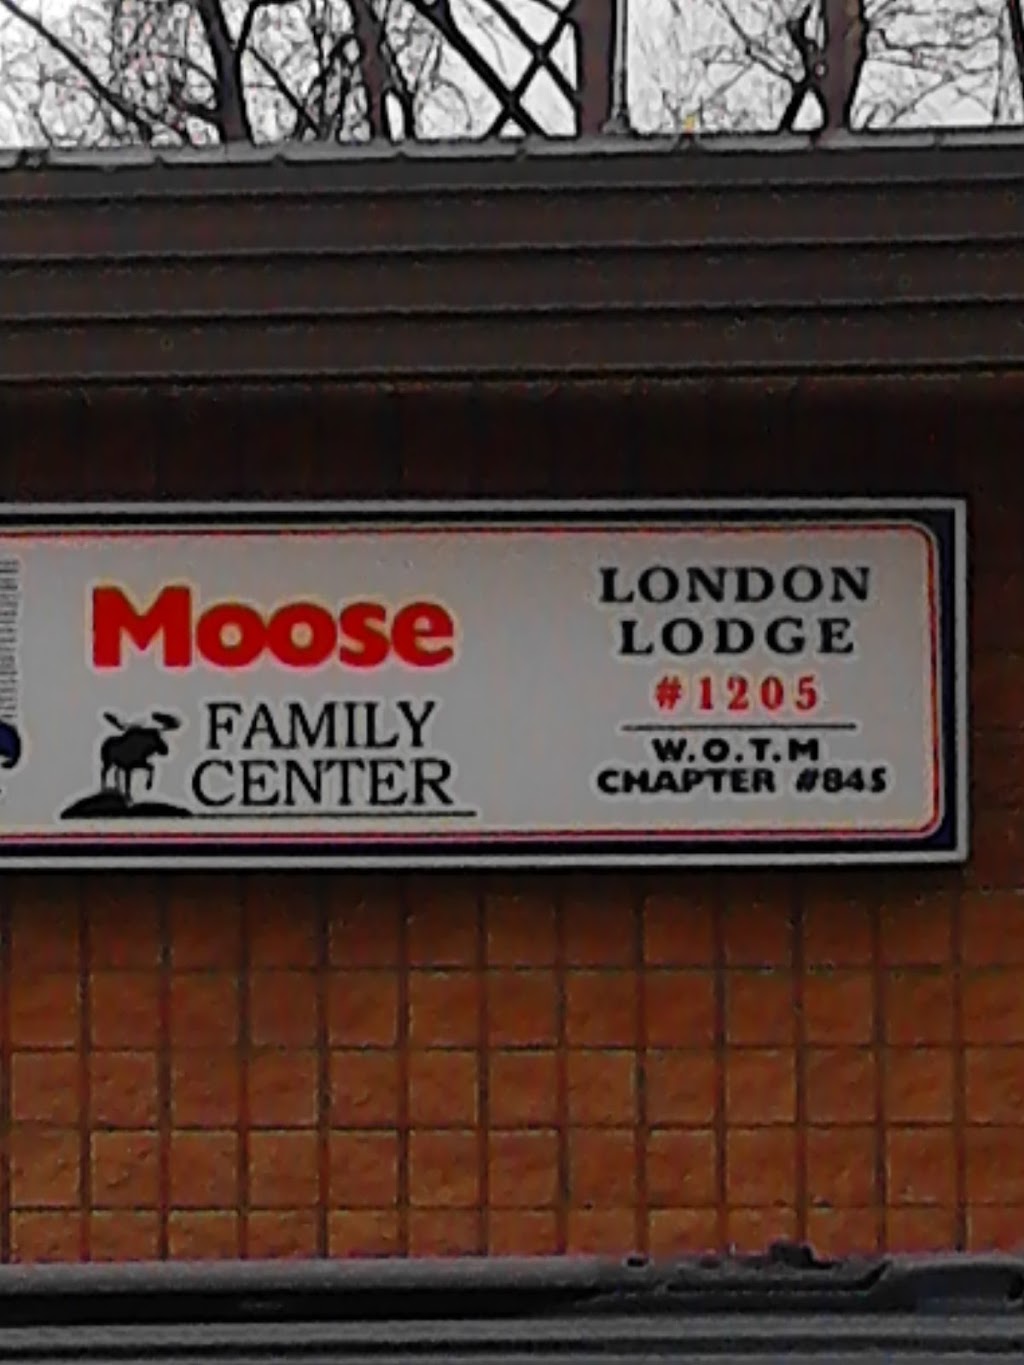 Moose
FAMILY
CENTER
LONDON
LODGE
#1205
W.O.T.M
CHAPTER #845